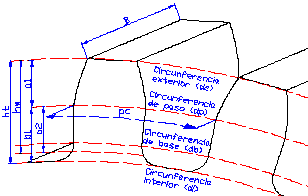 B
Circunferencia
exterior (de)
Circunferencia
de paso (dp)
pc
Circunferencia
de base (db)
Circunferencia
interior (di)
ht
hw
a1
b1
a2